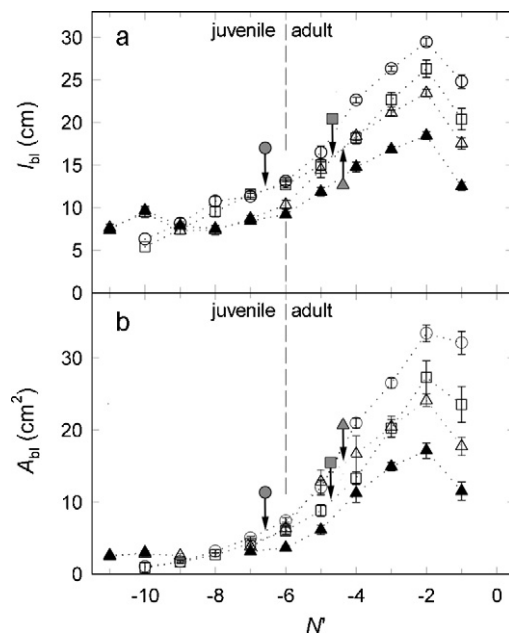 a
juvenile
adult
30
25
20
15
10
5
0
l_bl (cm)
b
juvenile
adult
30
20
10
0
A_bl (cm²)
-10 -8 -6 -4 -2 0
N'